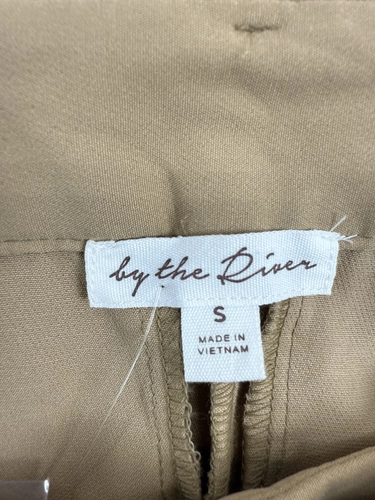 by the River
S
MADE IN
VIETNAM